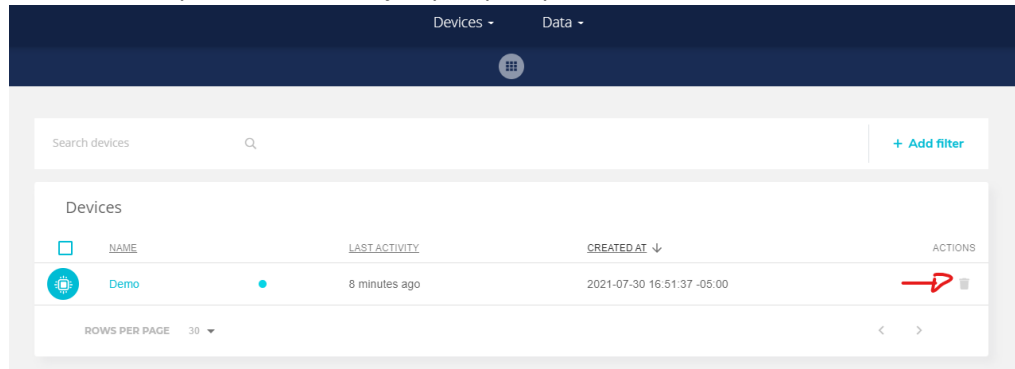 Devices Data
Search devices + Add filter
Devices
NAME LAST ACTIVITY CREATED AT ACTIONS
Demo 8 minutes ago 2021-07-30 16:51:37 -05:00
ROWS PER PAGE 30